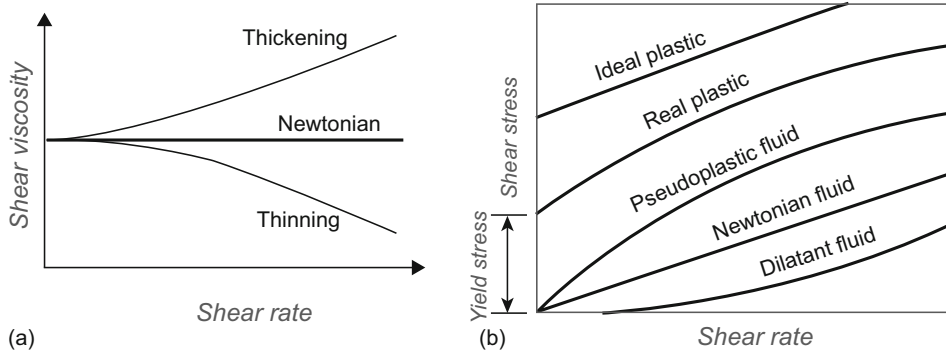 Shear viscosity
Thickening
Newtonian
Thinning
Shear rate
(a)
Shear stress
Yield stress
Ideal plastic
Real plastic
Pseudoplastic fluid
Newtonian fluid
Dilatant fluid
Shear rate
(b)